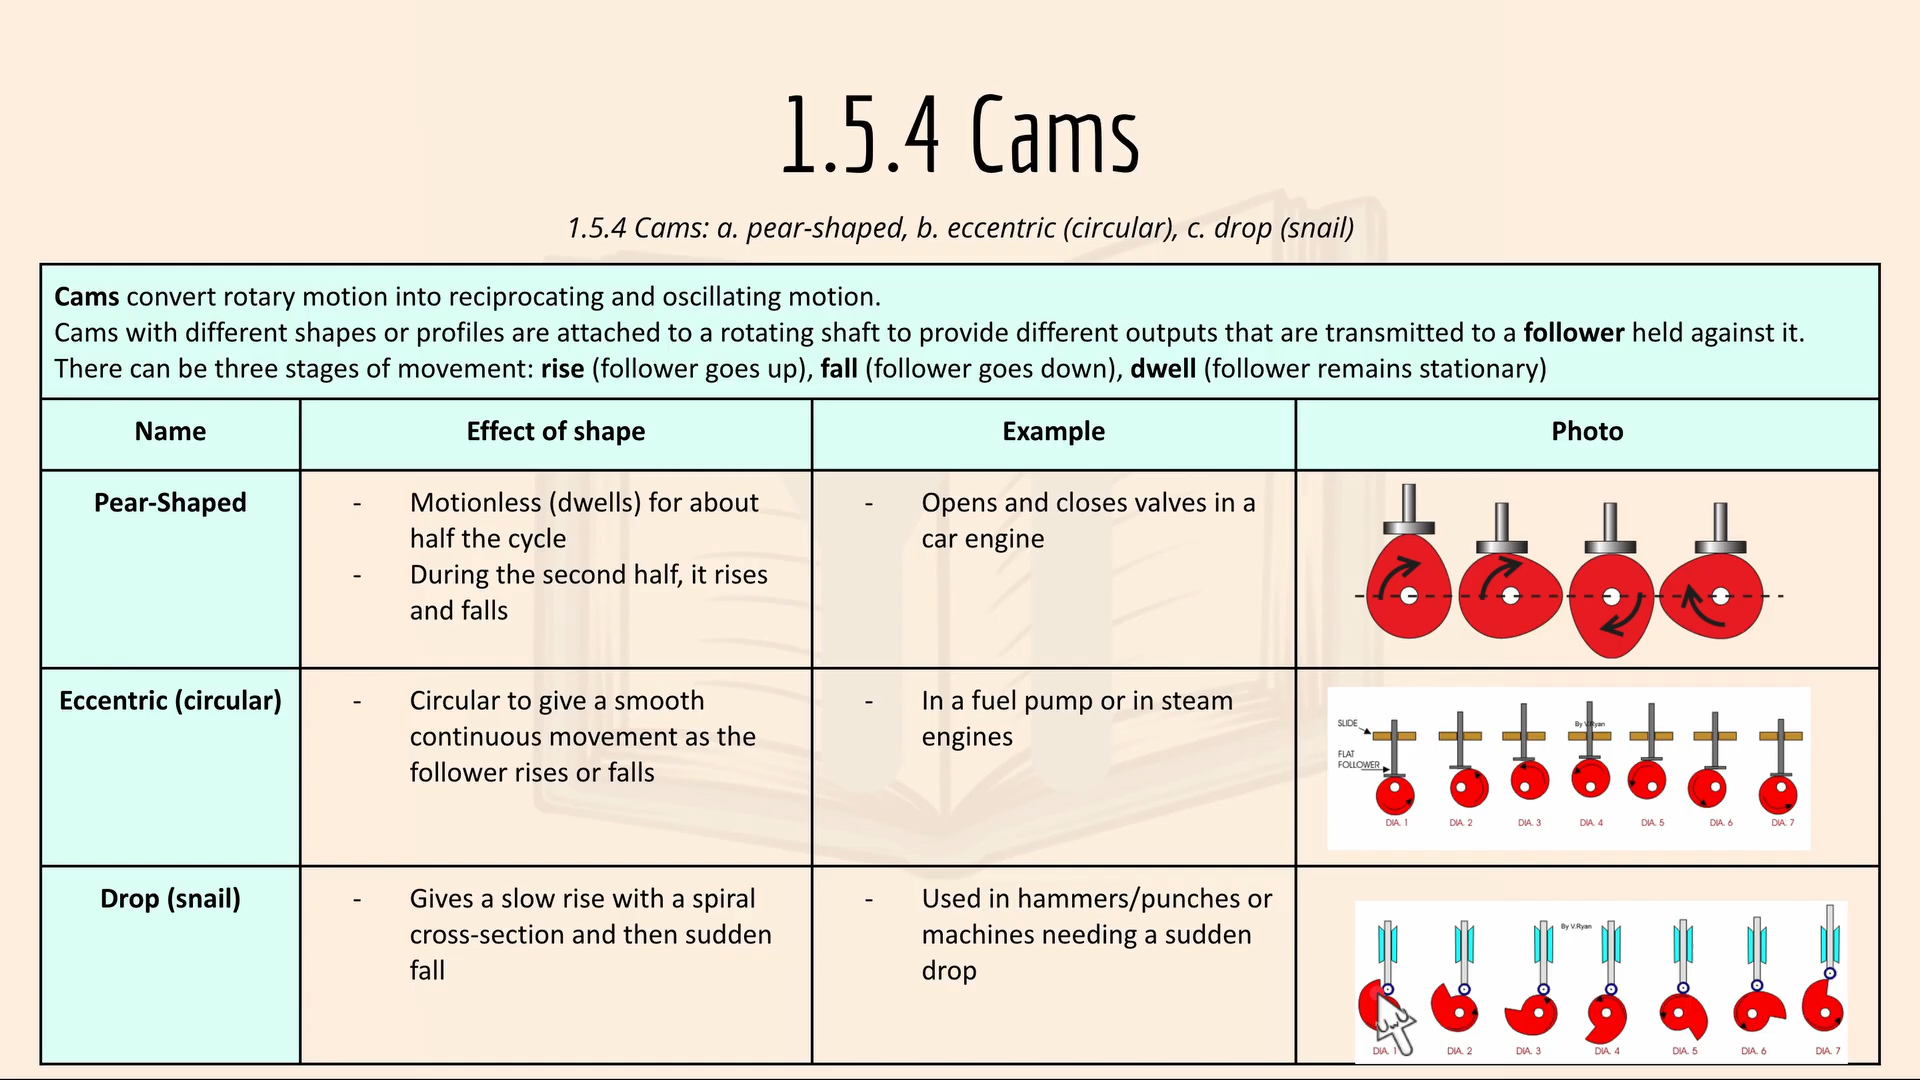 1.5.4 Cams
1.5.4 Cams: a. pear-shaped, b. eccentric (circular), c. drop (snail)
Cams convert rotary motion into reciprocating and oscillating motion.
Cams with different shapes or profiles are attached to a rotating shaft to provide different outputs that are transmitted to a follower held against it.
There can be three stages of movement: rise (follower goes up), fall (follower goes down), dwell (follower remains stationary)
Name
Effect of shape
Example
Photo
Pear-Shaped
- Motionless (dwells) for about
half the cycle
- During the second half, it rises
and falls
- Opens and closes valves in a
car engine
Eccentric (circular)
- Circular to give a smooth
continuous movement as the
follower rises or falls
- In a fuel pump or in steam
engines
SLIDE
By V.Ryan
FLAT
FOLLOWER
DIA. 1
DIA. 2
DIA. 3
DIA. 4
DIA. 5
DIA. 6
DIA. 7
Drop (snail)
- Gives a slow rise with a spiral
cross-section and then sudden
fall
- Used in hammers/punches or
machines needing a sudden
drop
By V.Ryan
DIA. 1
DIA. 2
DIA. 3
DIA. 4
DIA. 5
DIA. 6
DIA. 7